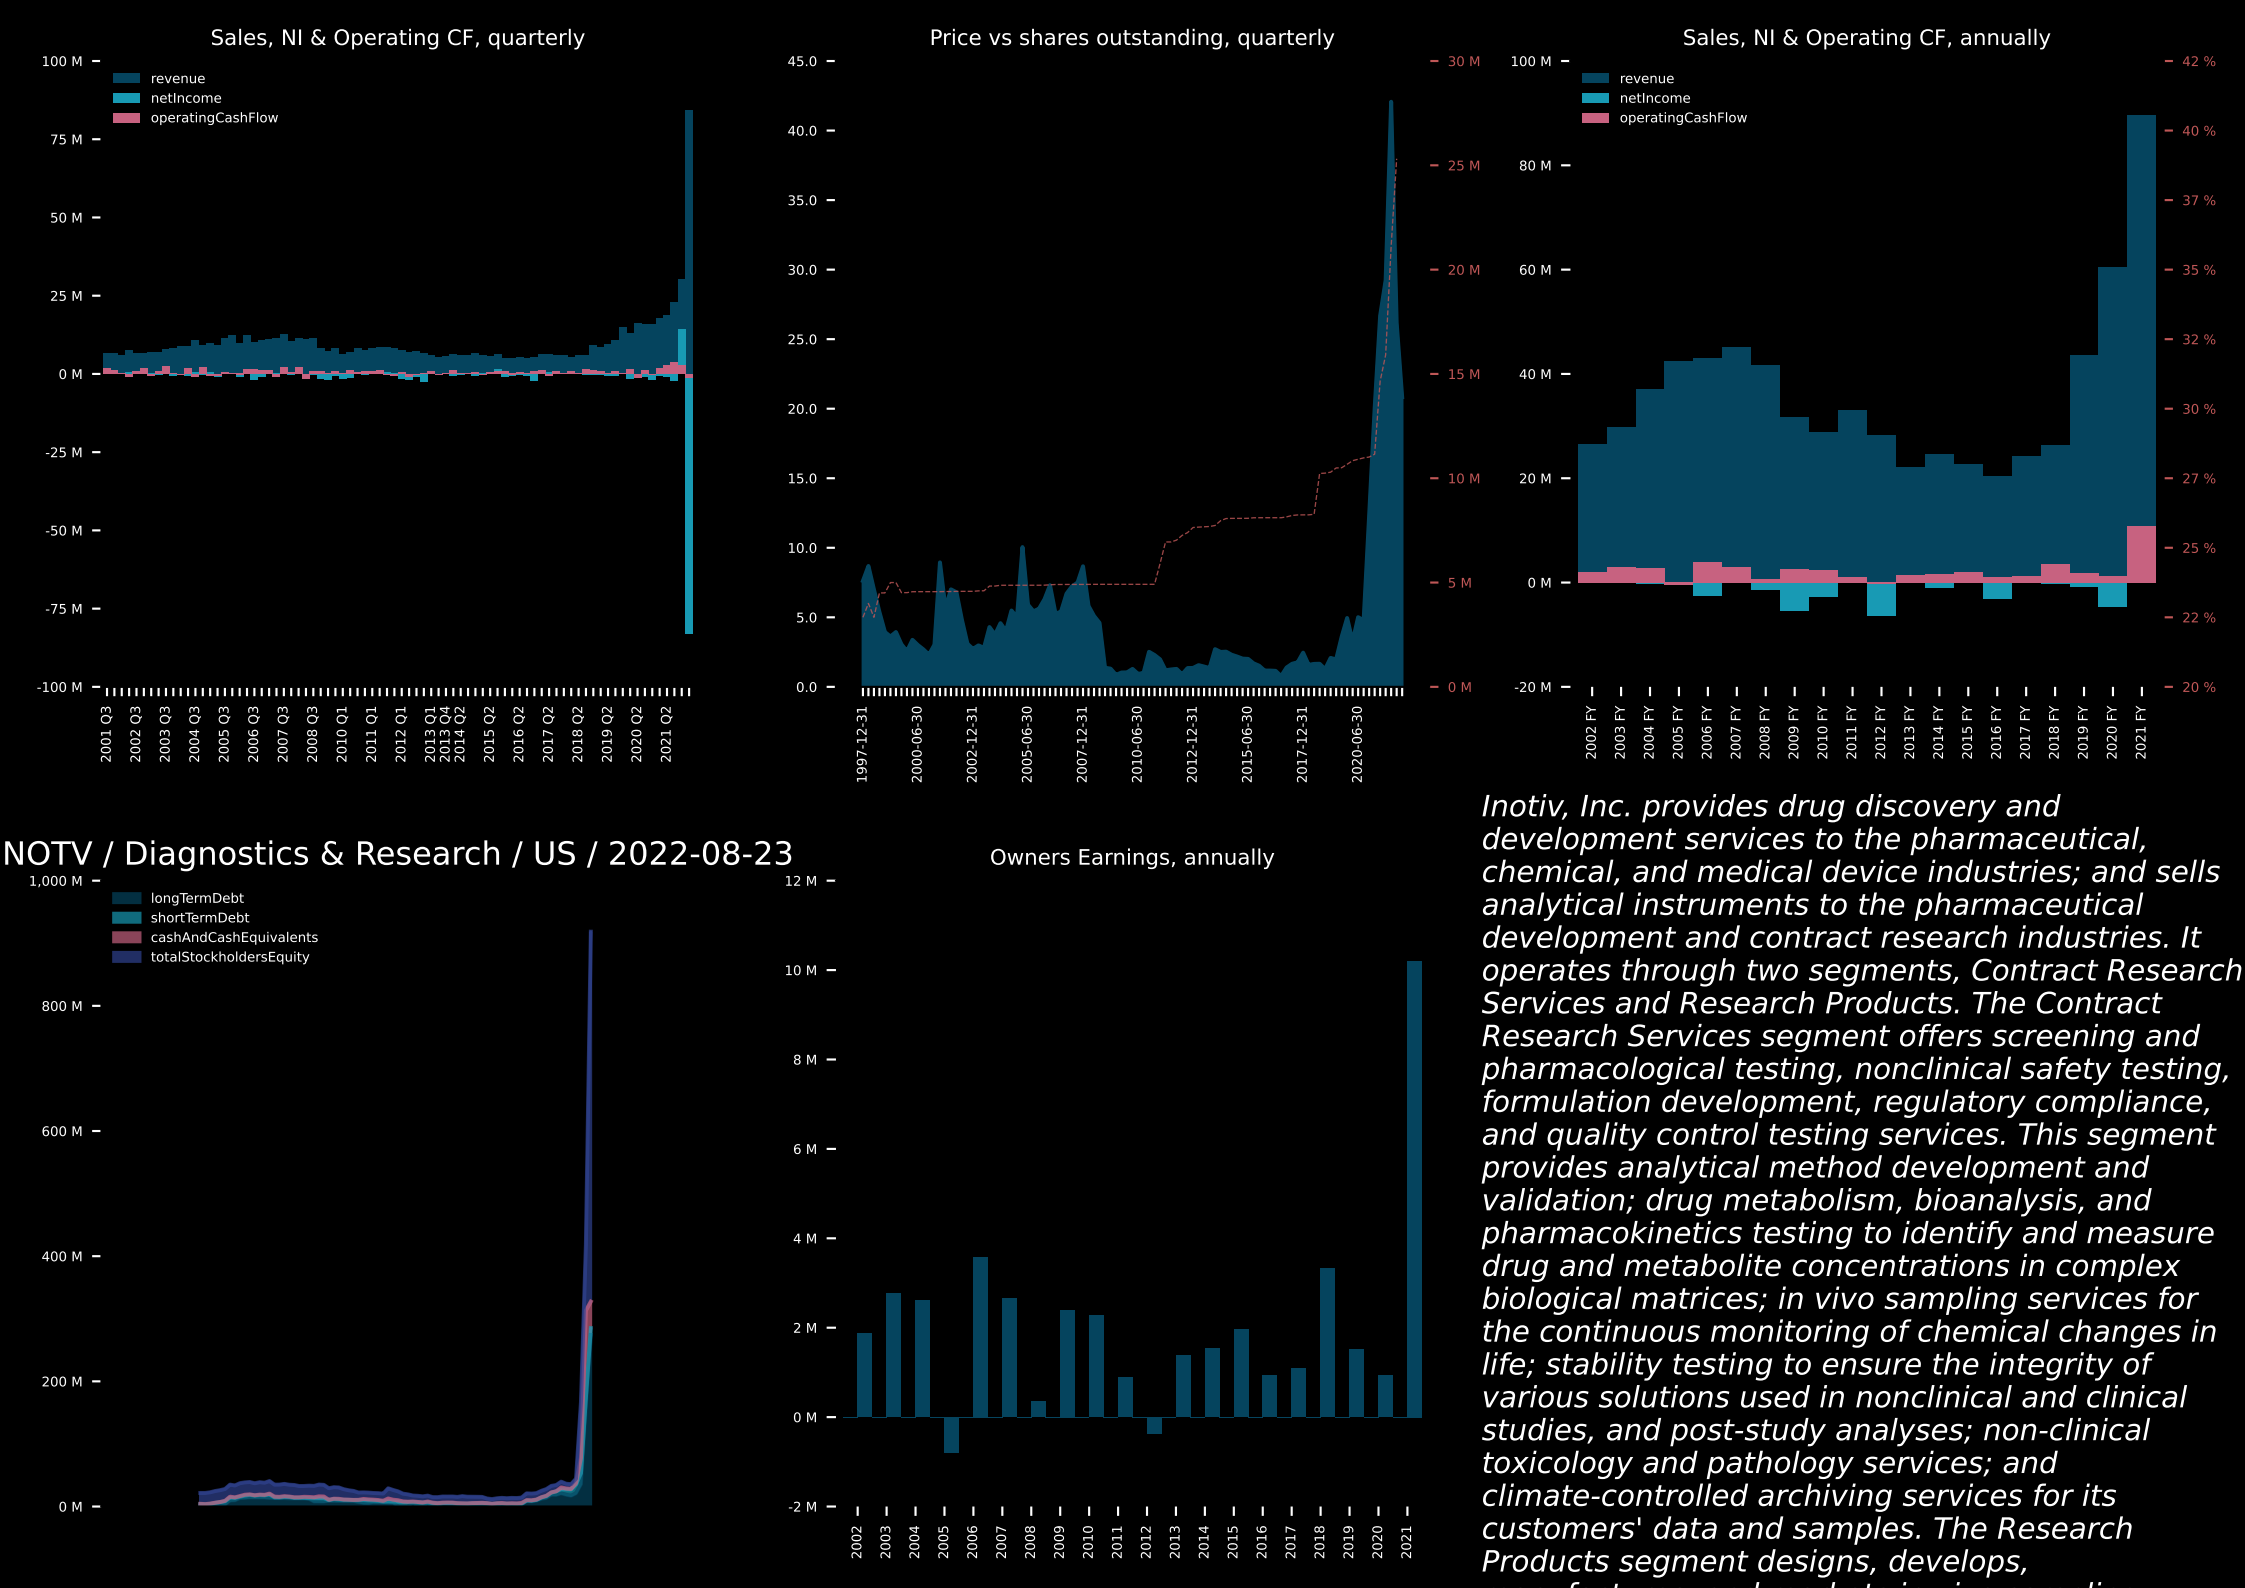 Sales, NI & Operating CF, quarterly
100 M
75 M
50 M
25 M
0 M
-25 M
-50 M
-75 M
-100 M
revenue
netIncome
operatingCashFlow
2001 Q3
2002 Q3
2003 Q3
2004 Q3
2005 Q3
2006 Q3
2007 Q3
2008 Q3
2010 Q1
2011 Q1
2012 Q1
2013 Q1
2013 Q4
2014 Q2
2015 Q2
2016 Q2
2017 Q2
2018 Q2
2019 Q2
2020 Q2
2021 Q2
Price vs shares outstanding, quarterly
45.0
40.0
35.0
30.0
25.0
20.0
15.0
10.0
5.0
0.0
30 M
25 M
20 M
15 M
10 M
5 M
0 M
1997-12-31
2000-06-30
2002-12-31
2005-06-30
2007-12-31
2010-06-30
2012-12-31
2015-06-30
2017-12-31
2020-06-30
Sales, NI & Operating CF, annually
100 M
80 M
60 M
40 M
20 M
0 M
-20 M
revenue
netIncome
operatingCashFlow
42 %
40 %
37 %
35 %
32 %
30 %
27 %
25 %
22 %
20 %
2002 FY
2003 FY
2004 FY
2005 FY
2006 FY
2007 FY
2008 FY
2009 FY
2010 FY
2011 FY
2012 FY
2013 FY
2014 FY
2015 FY
2016 FY
2017 FY
2018 FY
2019 FY
2020 FY
2021 FY
NOTV / Diagnostics & Research / US / 2022-08-23
1,000 M
800 M
600 M
400 M
200 M
0 M
longTermDebt
shortTermDebt
cashAndCashEquivalents
totalStockholdersEquity
Owners Earnings, annually
12 M
10 M
8 M
6 M
4 M
2 M
0 M
-2 M
2002
2003
2004
2005
2006
2007
2008
2009
2010
2011
2012
2013
2014
2015
2016
2017
2018
2019
2020
2021
Inotiv, Inc. provides drug discovery and
development services to the pharmaceutical,
chemical, and medical device industries; and sells
analytical instruments to the pharmaceutical
development and contract research industries. It
operates through two segments, Contract Research
Services and Research Products. The Contract
Research Services segment offers screening and
pharmacological testing, nonclinical safety testing,
formulation development, regulatory compliance,
and quality control testing services. This segment
provides analytical method development and
validation; drug metabolism, bioanalysis, and
pharmacokinetics testing to identify and measure
drug and metabolite concentrations in complex
biological matrices; in vivo sampling services for
the continuous monitoring of chemical changes in
life; stability testing to ensure the integrity of
various solutions used in nonclinical and clinical
studies, and post-study analyses; non-clinical
toxicology and pathology services; and
climate-controlled archiving services for its
customers' data and samples. The Research
Products segment designs, develops,